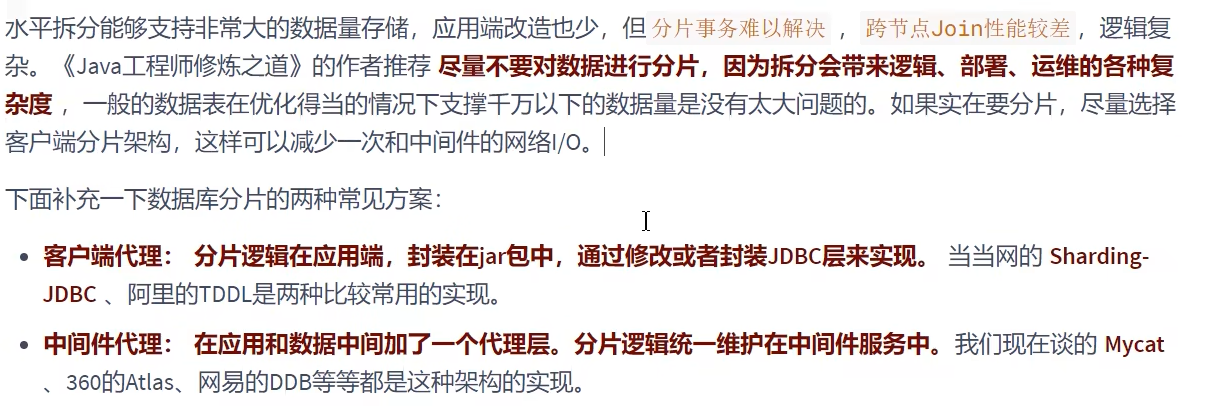 水平拆分能够支持非常大的数据量存储，应用端改造也少，但 分片事务难以解决 ， 跨节点Join性能较差 ，逻辑复
杂。《Java工程师修炼之道》的作者推荐 尽量不要对数据进行分片，因为拆分会带来逻辑、部署、运维的各种复
杂度 ，一般的数据表在优化得当的情况下支撑千万以下的数据量是没有太大问题的。如果实在要分片，尽量选择
客户端分片架构，这样可以减少一次和中间件的网络I/O。
下面补充一下数据库分片的两种常见方案：
• 客户端代理： 分片逻辑在应用端，封装在jar包中，通过修改或者封装JDBC层来实现。 当当网的 Sharding-
JDBC 、阿里的TDDL是两种比较常用的实现。
• 中间件代理： 在应用和数据中间加了一个代理层。分片逻辑统一维护在中间件服务中。 我们现在谈的 Mycat
、360的Atlas、网易的DDB等等都是这种架构的实现。